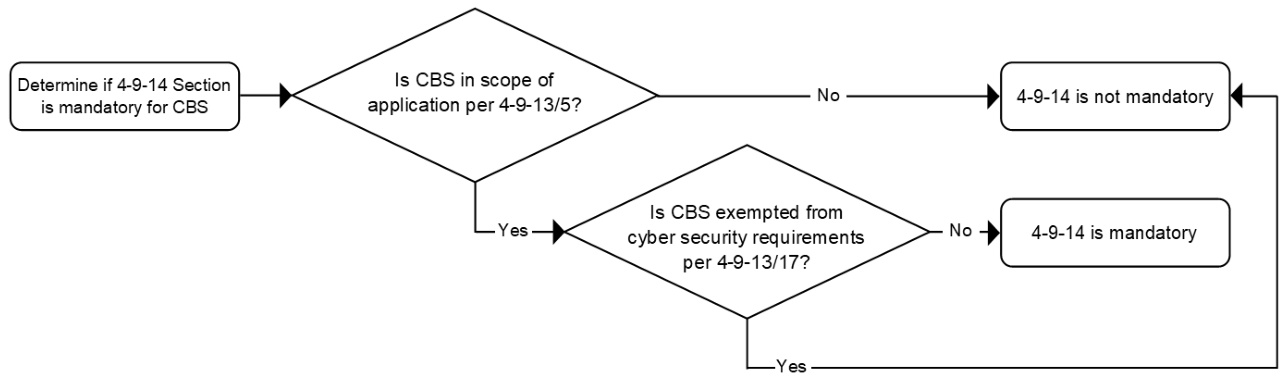 Determine if 4-9-14 Section
is mandatory for CBS
Is CBS in scope of
application per 4-9-13/5?
No
4-9-14 is not mandatory
Yes
Is CBS exempted from
cyber security requirements
per 4-9-13/17?
No
4-9-14 is mandatory
Yes